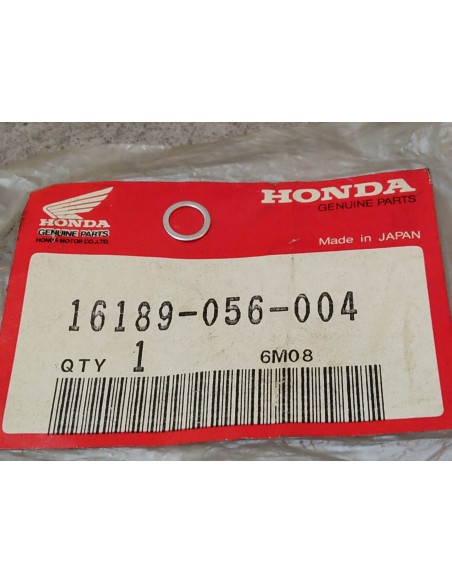 HONDA
GENUINE PARTS
HONDA MOTOR CO.,LTD.
HONDA
GENUINE PARTS
Made in JAPAN
16189-056-004
QTY 1 6M08